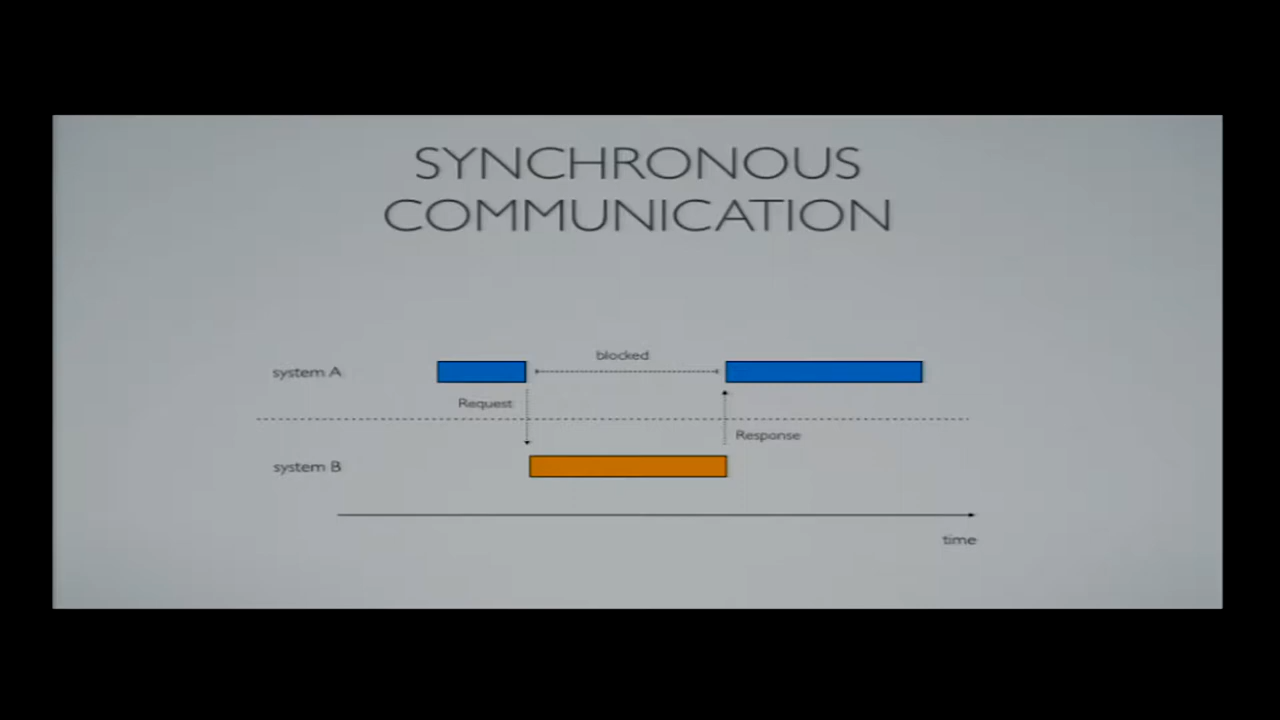 SYNCHRONOUS
COMMUNICATION
blocked
system A
Request
Response
system B
time